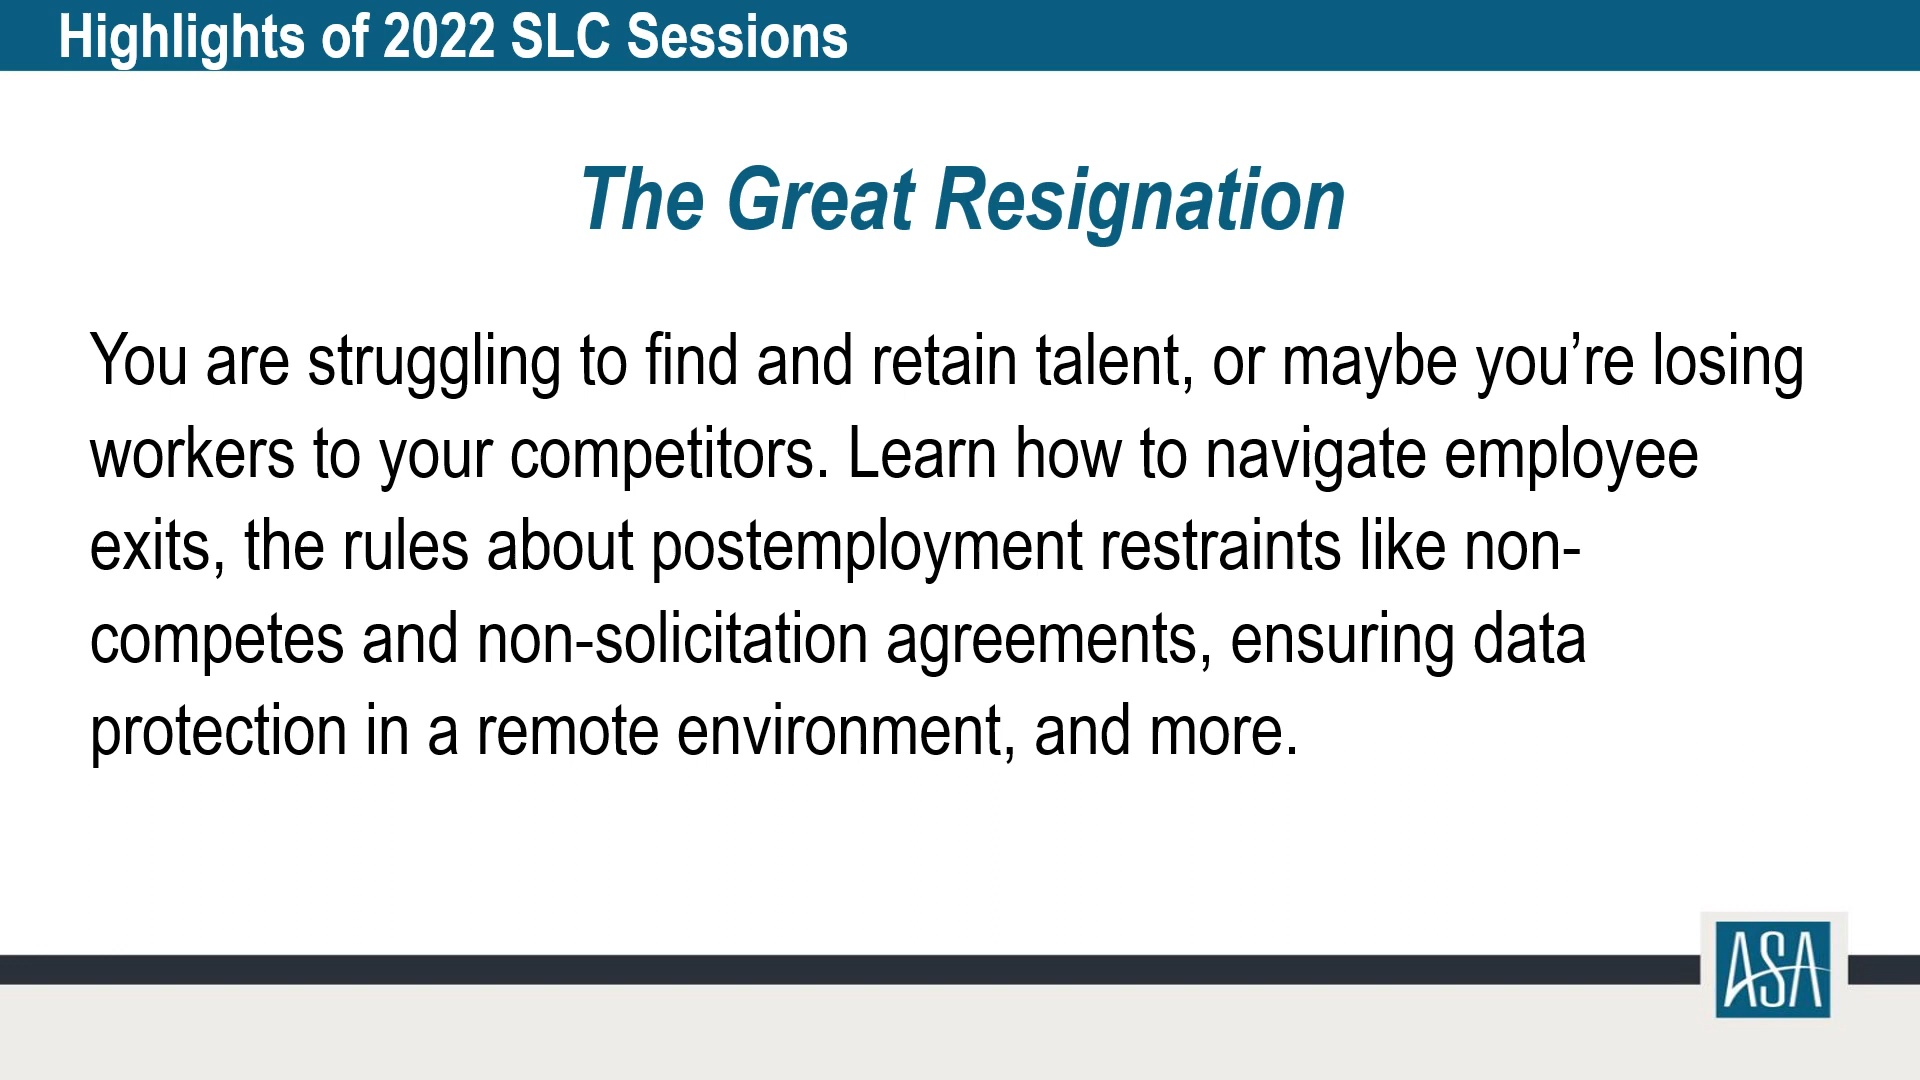 Highlights of 2022 SLC Sessions
The Great Resignation
You are struggling to find and retain talent, or maybe you’re losing
workers to your competitors. Learn how to navigate employee
exits, the rules about postemployment restraints like non-
competes and non-solicitation agreements, ensuring data
protection in a remote environment, and more.
ASA